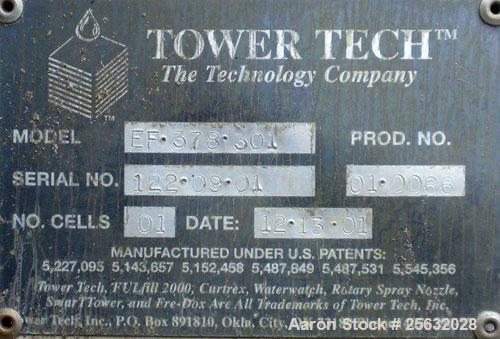 TOWER TECH™
The Technology Company
™
MODEL EF·378·301 PROD. NO.
SERIAL NO. 122·09·01 01·0066
NO. CELLS 01 DATE: 12·13·01
MANUFACTURED UNDER U.S. PATENTS:
5,227,095 5,143,657 5,152,458 5,487,849 5,487,531 5,545,356
Tower Tech, FULfill 2000, Curtrex, Waterwatch, Rotary Spray Nozzle,
SmarTTower, and Fre-Dox Are All Trademarks of Tower Tech, Inc.
Tech, Inc., P.O. Box 891810, Okla. City,
Aaron Stock # 25632028